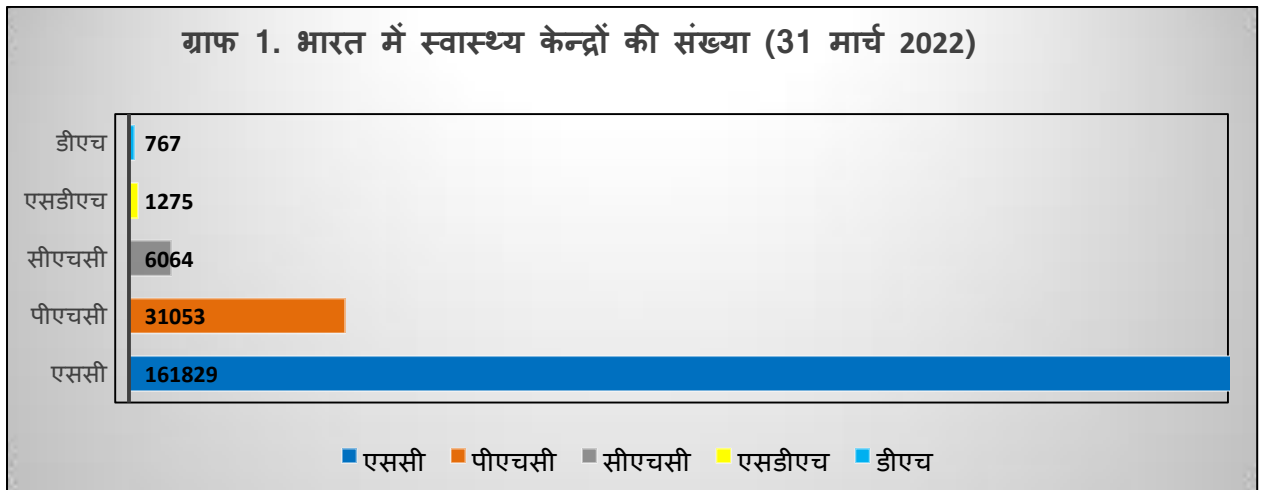 ग्राफ 1. भारत में स्वास्थ्य केन्द्रों की संख्या (31 मार्च 2022)
डीएच 767
एसडीएच 1275
सीएचसी 6064
पीएचसी 31053
एससी 161829
एससी पीएचसी सीएचसी एसडीएच डीएच